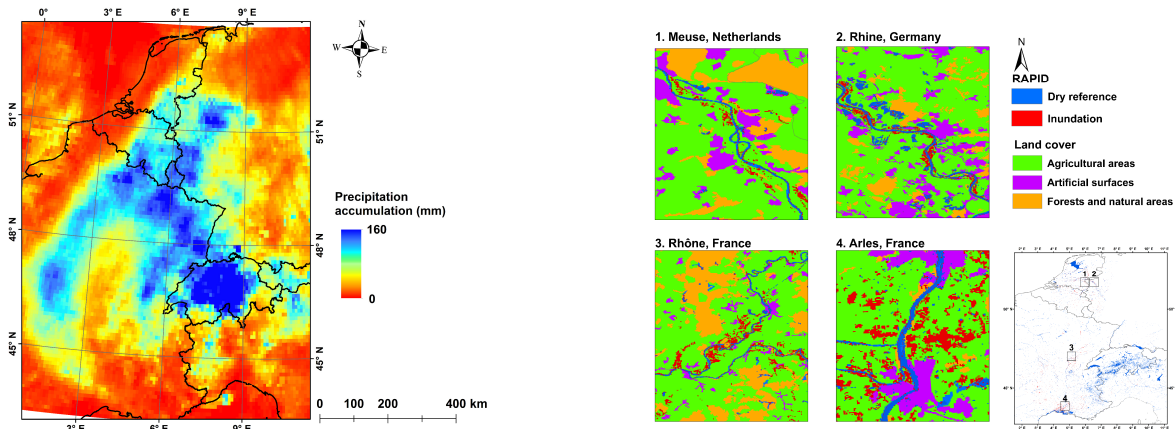 0° 3° E 6° E 9° E
51° N
48° N
45° N
51° N
48° N
45° N
3° E 6° E 9° E
N
W E
S
Precipitation
accumulation (mm)
160
0
0 100 200 400 km
1. Meuse, Netherlands
2. Rhine, Germany
3. Rhône, France
4. Arles, France
N
RAPID
Dry reference
Inundation
Land cover
Agricultural areas
Artificial surfaces
Forests and natural areas
1 2
3
4